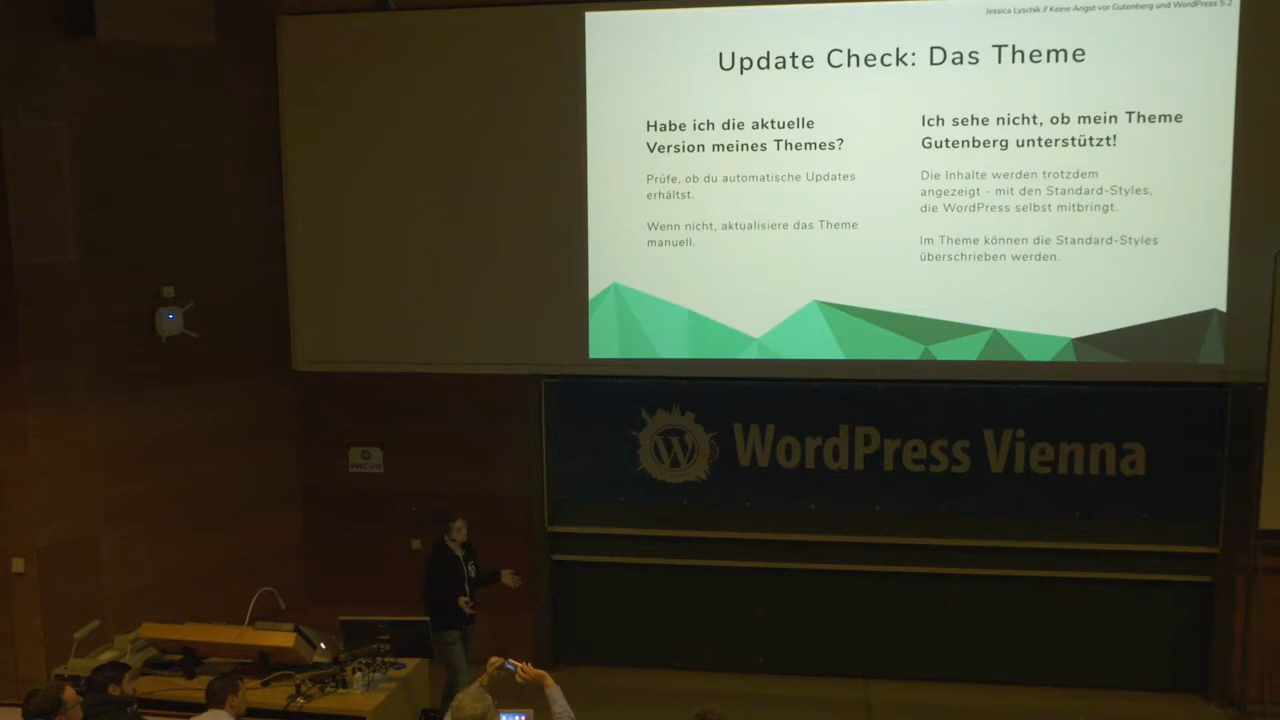 Jessica Lyschik // Keine Angst vor Gutenberg und WordPress 5.2
Update Check: Das Theme
Habe ich die aktuelle
Version meines Themes?
Prüfe, ob du automatische Updates
erhältst.
Wenn nicht, aktualisiere das Theme
manuell.
Ich sehe nicht, ob mein Theme
Gutenberg unterstützt!
Die Inhalte werden trotzdem
angezeigt - mit den Standard-Styles,
die WordPress selbst mitbringt.
Im Theme können die Standard-Styles
überschrieben werden.
W WordPress Vienna
#WCVIE